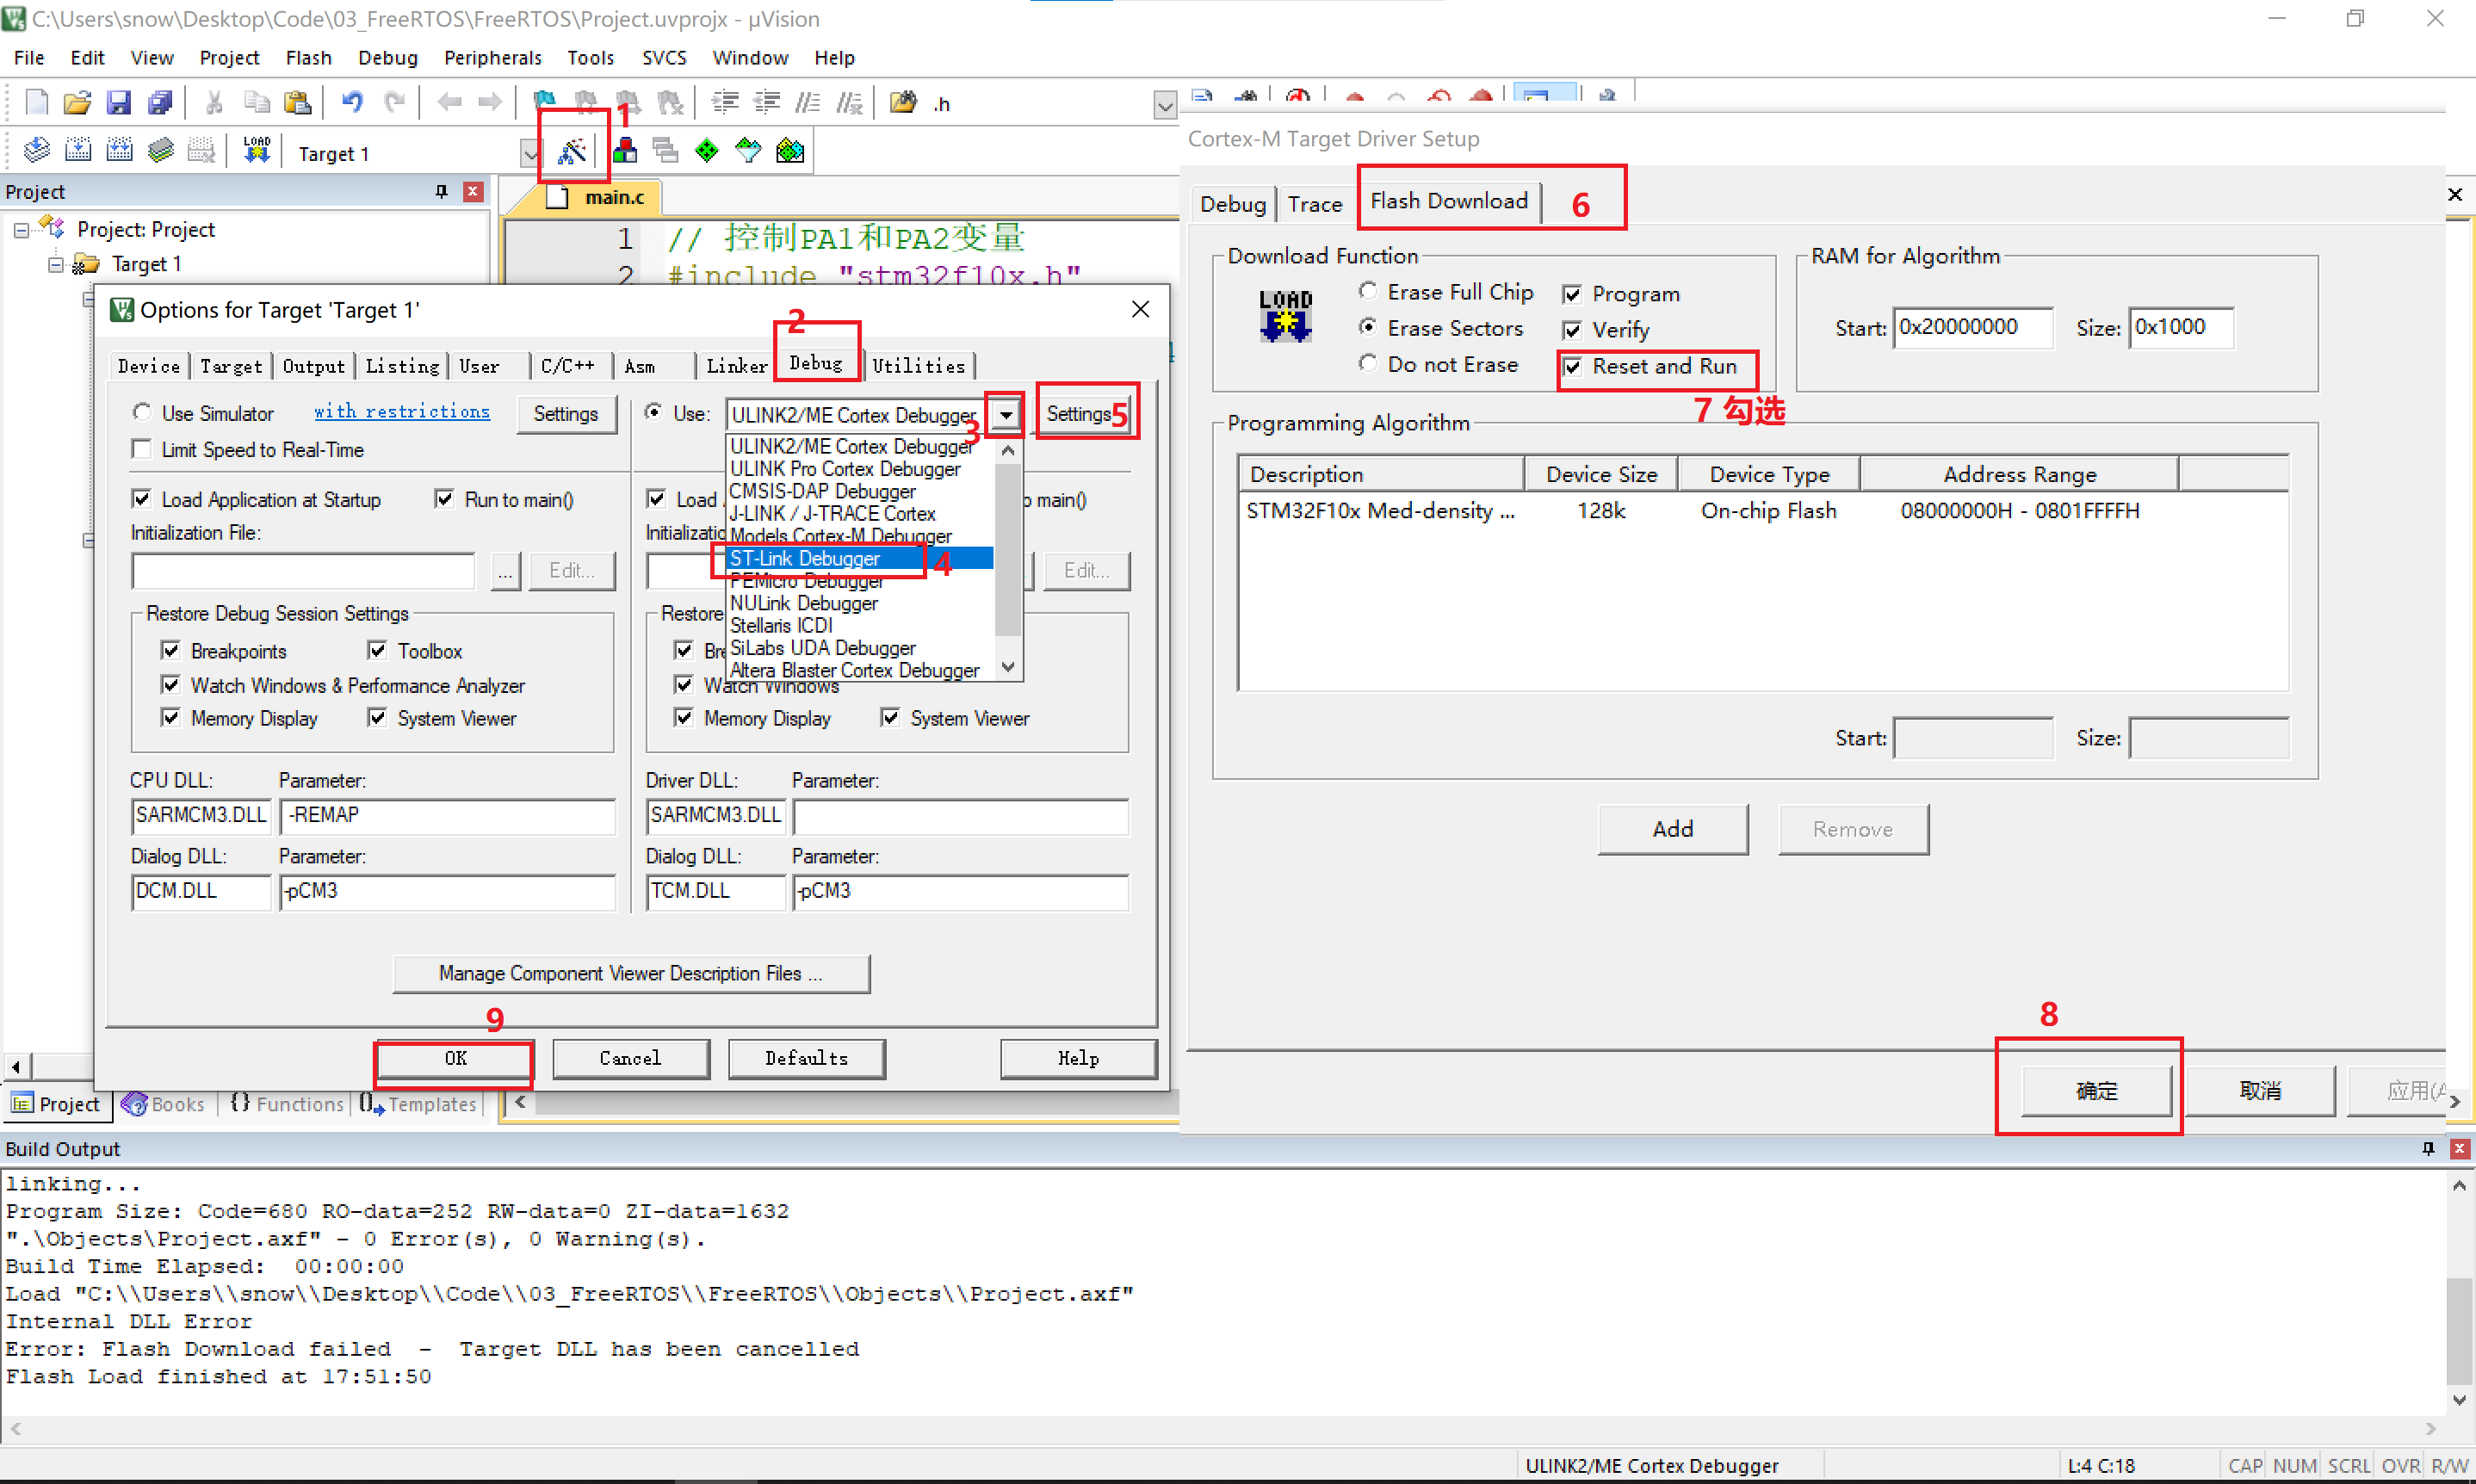 C:\Users\snow\Desktop\Code\03_FreeRTOS\FreeRTOS\Project.uvprojx - µVision
File Edit View Project Flash Debug Peripherals Tools SVCS Window Help
.h
1
LOAD
Target 1
Project
Project: Project
Target 1
main.c
1 // 控制PA1和PA2变量
2 #include "stm32f10x.h"
Options for Target 'Target 1'
2
Device Target Output Listing User C/C++ Asm Linker Debug Utilities
Use Simulator with restrictions Settings
Limit Speed to Real-Time
Load Application at Startup Run to main()
Initialization File:
... Edit...
Restore Debug Session Settings
Breakpoints Toolbox
Watch Windows & Performance Analyzer
Memory Display System Viewer
CPU DLL: Parameter:
SARMCM3.DLL -REMAP
Dialog DLL: Parameter:
DCM.DLL -pCM3
Use: ULINK2/ME Cortex Debugger 3 Settings 5
ULINK2/ME Cortex Debugger
ULINK Pro Cortex Debugger
CMSIS-DAP Debugger
J-LINK / J-TRACE Cortex
Models Cortex-M Debugger
ST-Link Debugger 4
PEMicro Debugger
NULink Debugger
Stellaris ICDI
SiLabs UDA Debugger
Altera Blaster Cortex Debugger
Load
main()
Edit...
Restore
Watch Windows
Memory Display System Viewer
Driver DLL: Parameter:
SARMCM3.DLL
Dialog DLL: Parameter:
TCM.DLL -pCM3
Manage Component Viewer Description Files ...
9
OK Cancel Defaults Help
Project Books Functions Templates
Cortex-M Target Driver Setup
Debug Trace Flash Download 6
Download Function
LOAD
Erase Full Chip Program
Erase Sectors Verify
Do not Erase Reset and Run
7 勾选
RAM for Algorithm
Start: 0x20000000 Size: 0x1000
Programming Algorithm
Description Device Size Device Type Address Range
STM32F10x Med-density ... 128k On-chip Flash 08000000H - 0801FFFFH
Start: Size:
Add Remove
8
确定 取消 应用(A
Build Output
linking...
Program Size: Code=680 RO-data=252 RW-data=0 ZI-data=1632
".\Objects\Project.axf" - 0 Error(s), 0 Warning(s).
Build Time Elapsed:  00:00:00
Load "C:\\Users\\snow\\Desktop\\Code\\03_FreeRTOS\\FreeRTOS\\Objects\\Project.axf"
Internal DLL Error
Error: Flash Download failed  -  Target DLL has been cancelled
Flash Load finished at 17:51:50
ULINK2/ME Cortex Debugger L:4 C:18 CAP NUM SCRL OVR R/W